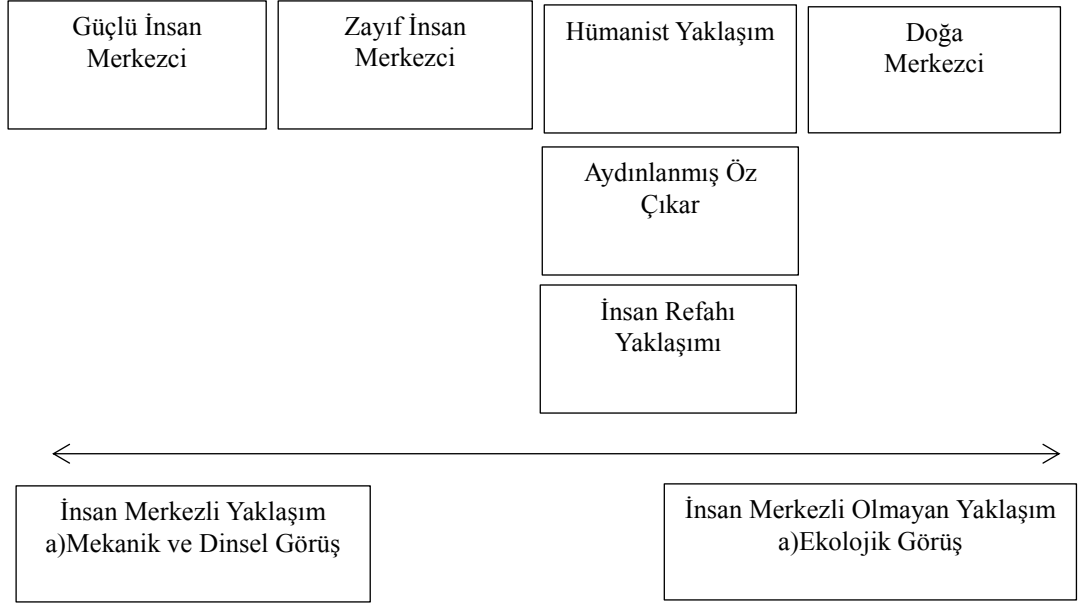 Güçlü İnsan
Merkezci
Zayıf İnsan
Merkezci
Hümanist Yaklaşım
Doğa
Merkezci
Aydınlanmış Öz
Çıkar
İnsan Refahı
Yaklaşımı
İnsan Merkezli Yaklaşım
a)Mekanik ve Dinsel Görüş
İnsan Merkezli Olmayan Yaklaşım
a)Ekolojik Görüş